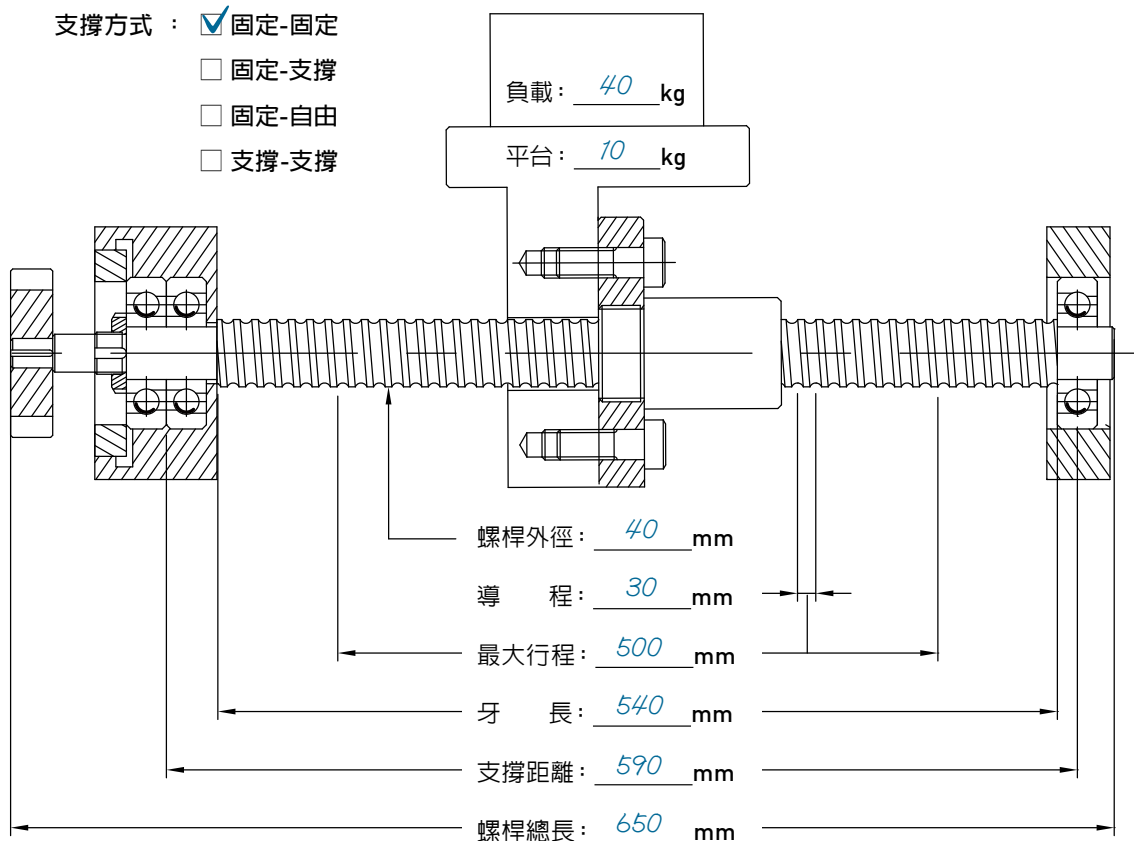 支撐方式 : 固定-固定
固定-支撐
固定-自由
支撐-支撐
負載: 40 kg
平台: 10 kg
螺桿外徑: 40 mm
導 程: 30 mm
最大行程: 500 mm
牙 長: 540 mm
支撐距離: 590 mm
螺桿總長: 650 mm